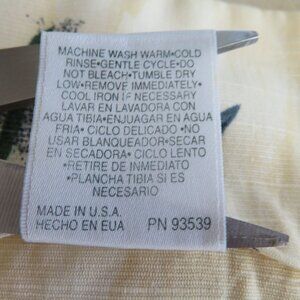 MACHINE WASH WARM•COLD
RINSE•GENTLE CYCLE•DO
NOT BLEACH•TUMBLE DRY
LOW•REMOVE IMMEDIATELY•
COOL IRON IF NECESSARY
LAVAR EN LAVADORA CON
AGUA TIBIA•ENJUAGAR EN AGUA
FRIA• CICLO DELICADO •NO
USAR BLANQUEADOR•SECAR
EN SECADORA• CICLO LENTO
•RETIRE DE INMEDIATO
•PLANCHA TIBIA SI ES
NECESARIO
MADE IN U.S.A.
HECHO EN EUA PN 93539